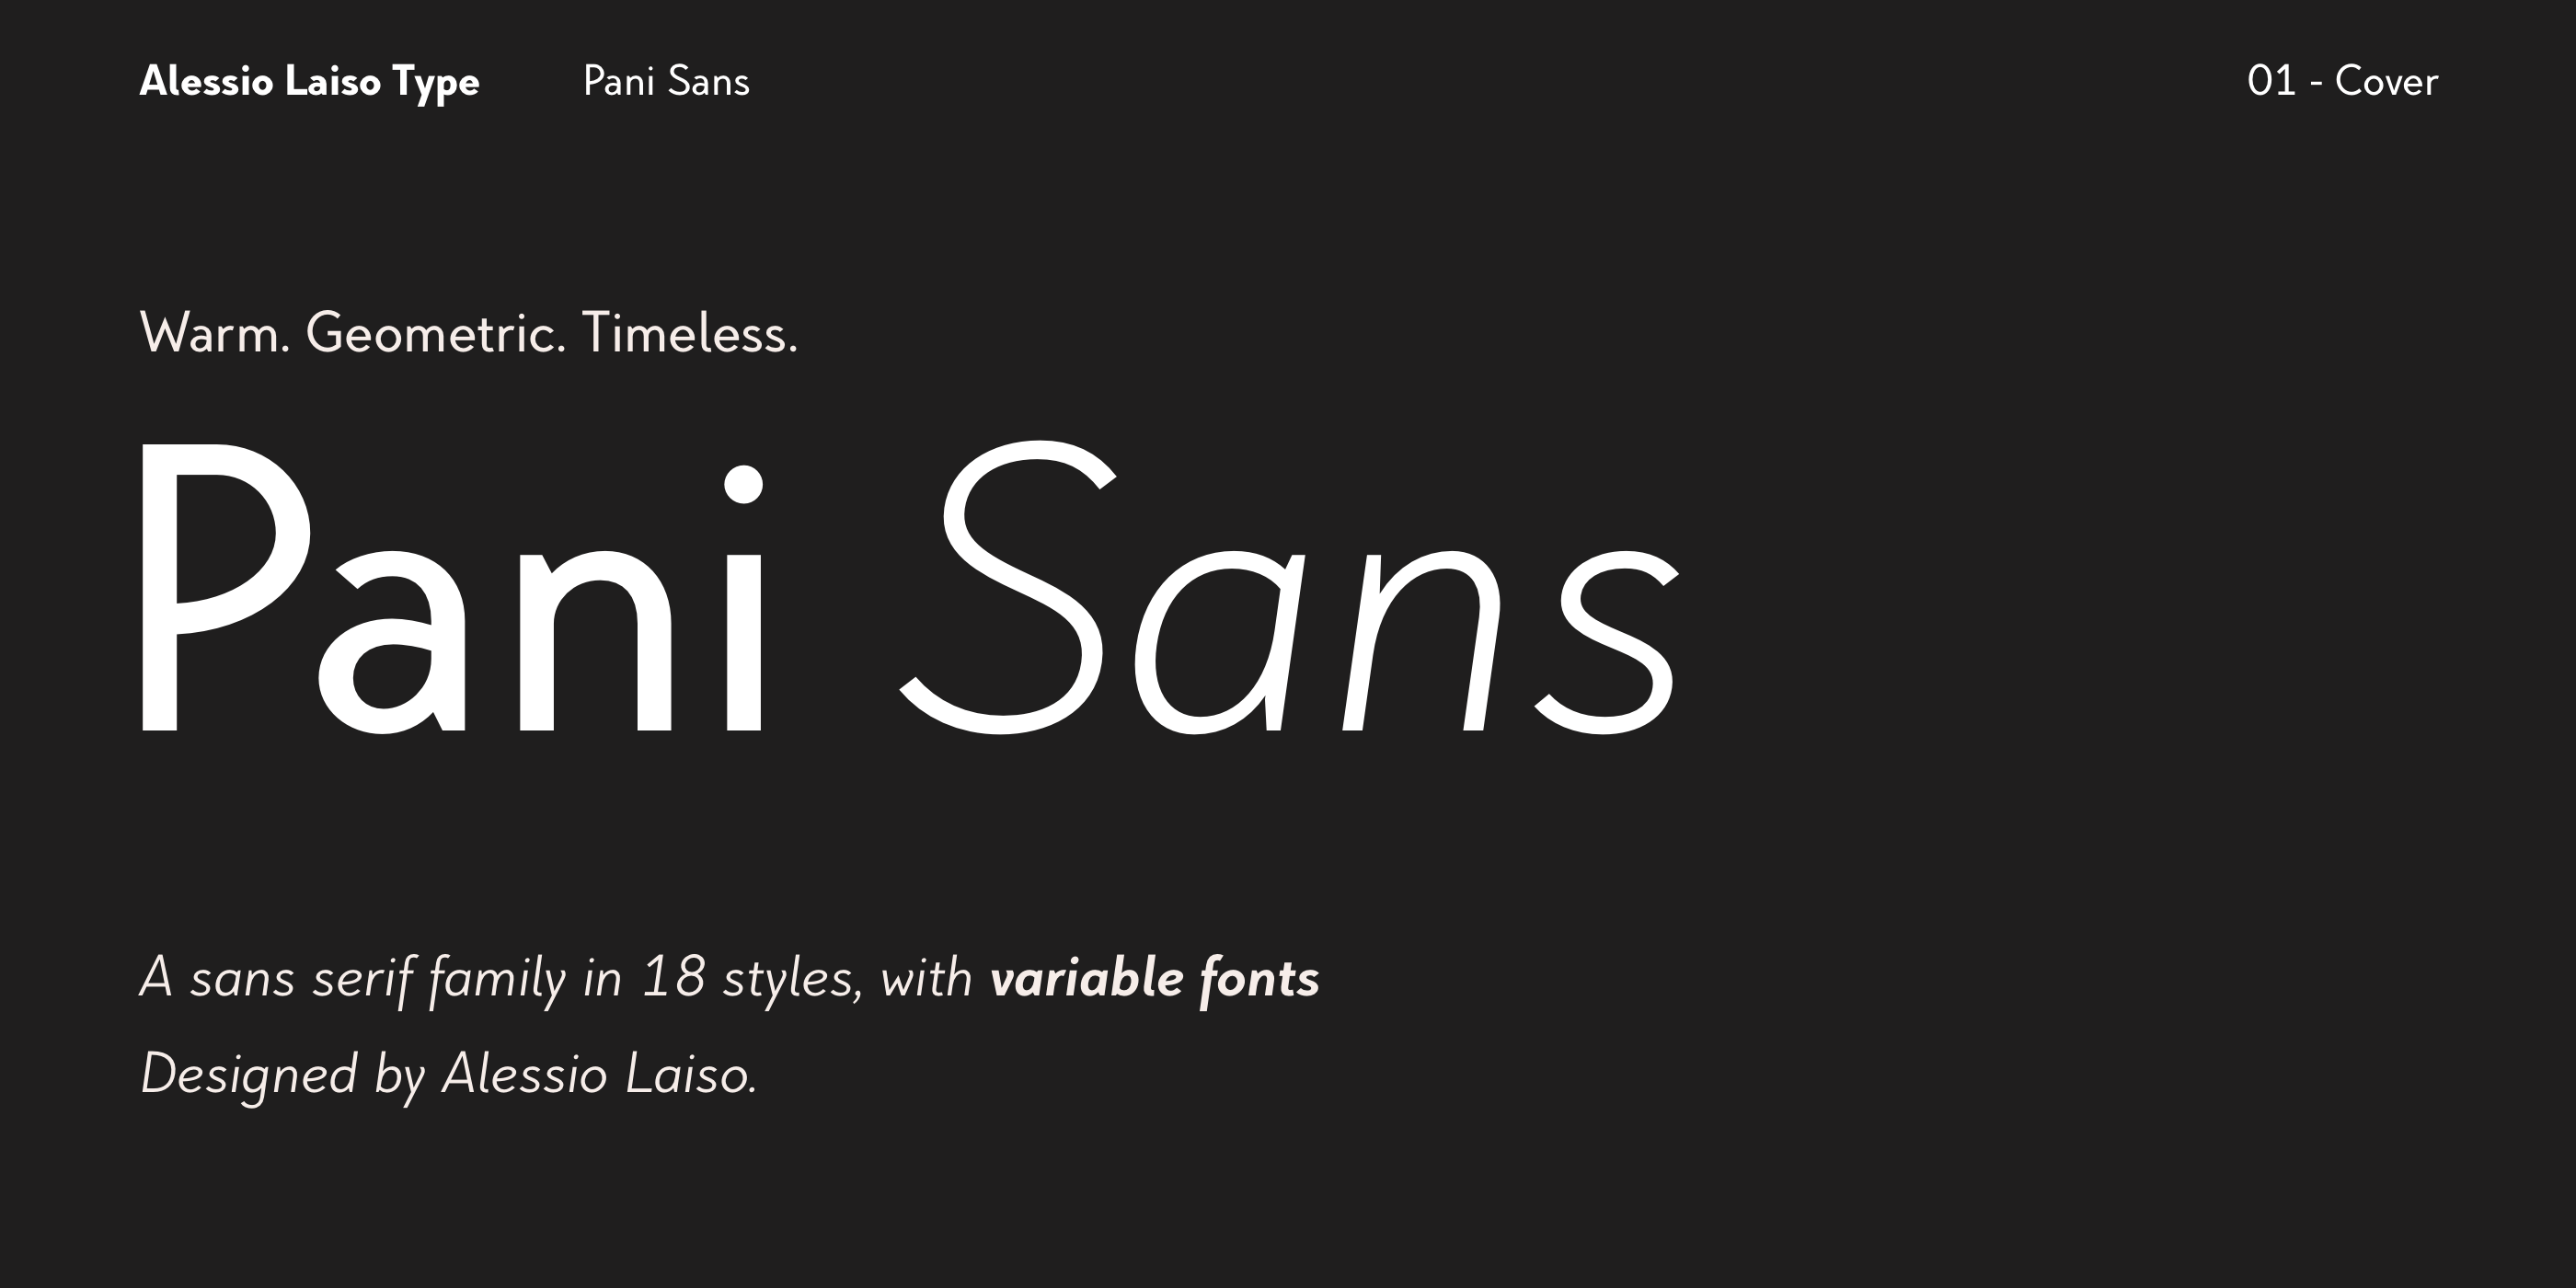 Alessio Laiso Type Pani Sans 01 - Cover
Warm. Geometric. Timeless.
Pani Sans
A sans serif family in 18 styles, with variable fonts
Designed by Alessio Laiso.